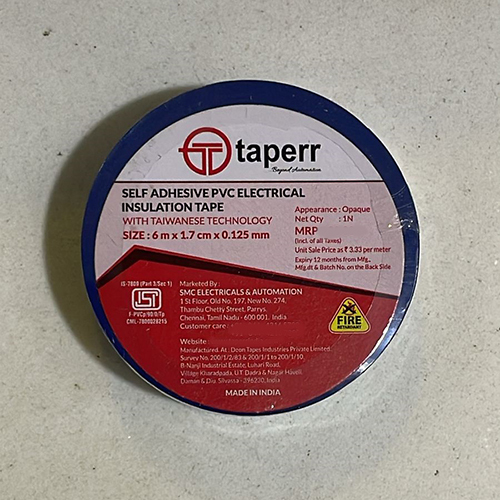 taperr
Beyond Automation
SELF ADHESIVE PVC ELECTRICAL
INSULATION TAPE
WITH TAIWANESE TECHNOLOGY
SIZE : 6 m x 1.7 cm x 0.125 mm
Appearance : Opaque
Net Qty : 1N
MRP
(Incl. of all Taxes)
Unit Sale Price as ₹ 3.33 per meter
Expiry 12 months from Mfg.,
Mfg.dt & Batch No. on the Back Side
IS-7809 (Part 3/Sec 1)
ISI
F-PVCp/90/0/Tp
CML-7800028215
Marketed By :
SMC ELECTRICALS & AUTOMATION
1 St Floor, Old No. 197, New No. 274,
Thambu Chetty Street, Parrys,
Chennai, Tamil Nadu - 600 001, India
Customer care :
FIRE
RETARDANT
Website :
Manufactured. At : Dzon Tapes Industries Private Limited.
Survey No. 200/1/2/83 & 200/1/1 to 200/1/10,
B-Nanji Industrial Estate, Luhari Road,
Village Kharadpada, U.T. Dadra & Nagar Haveli
Daman & Diu. Silvassa - 396230, India
MADE IN INDIA